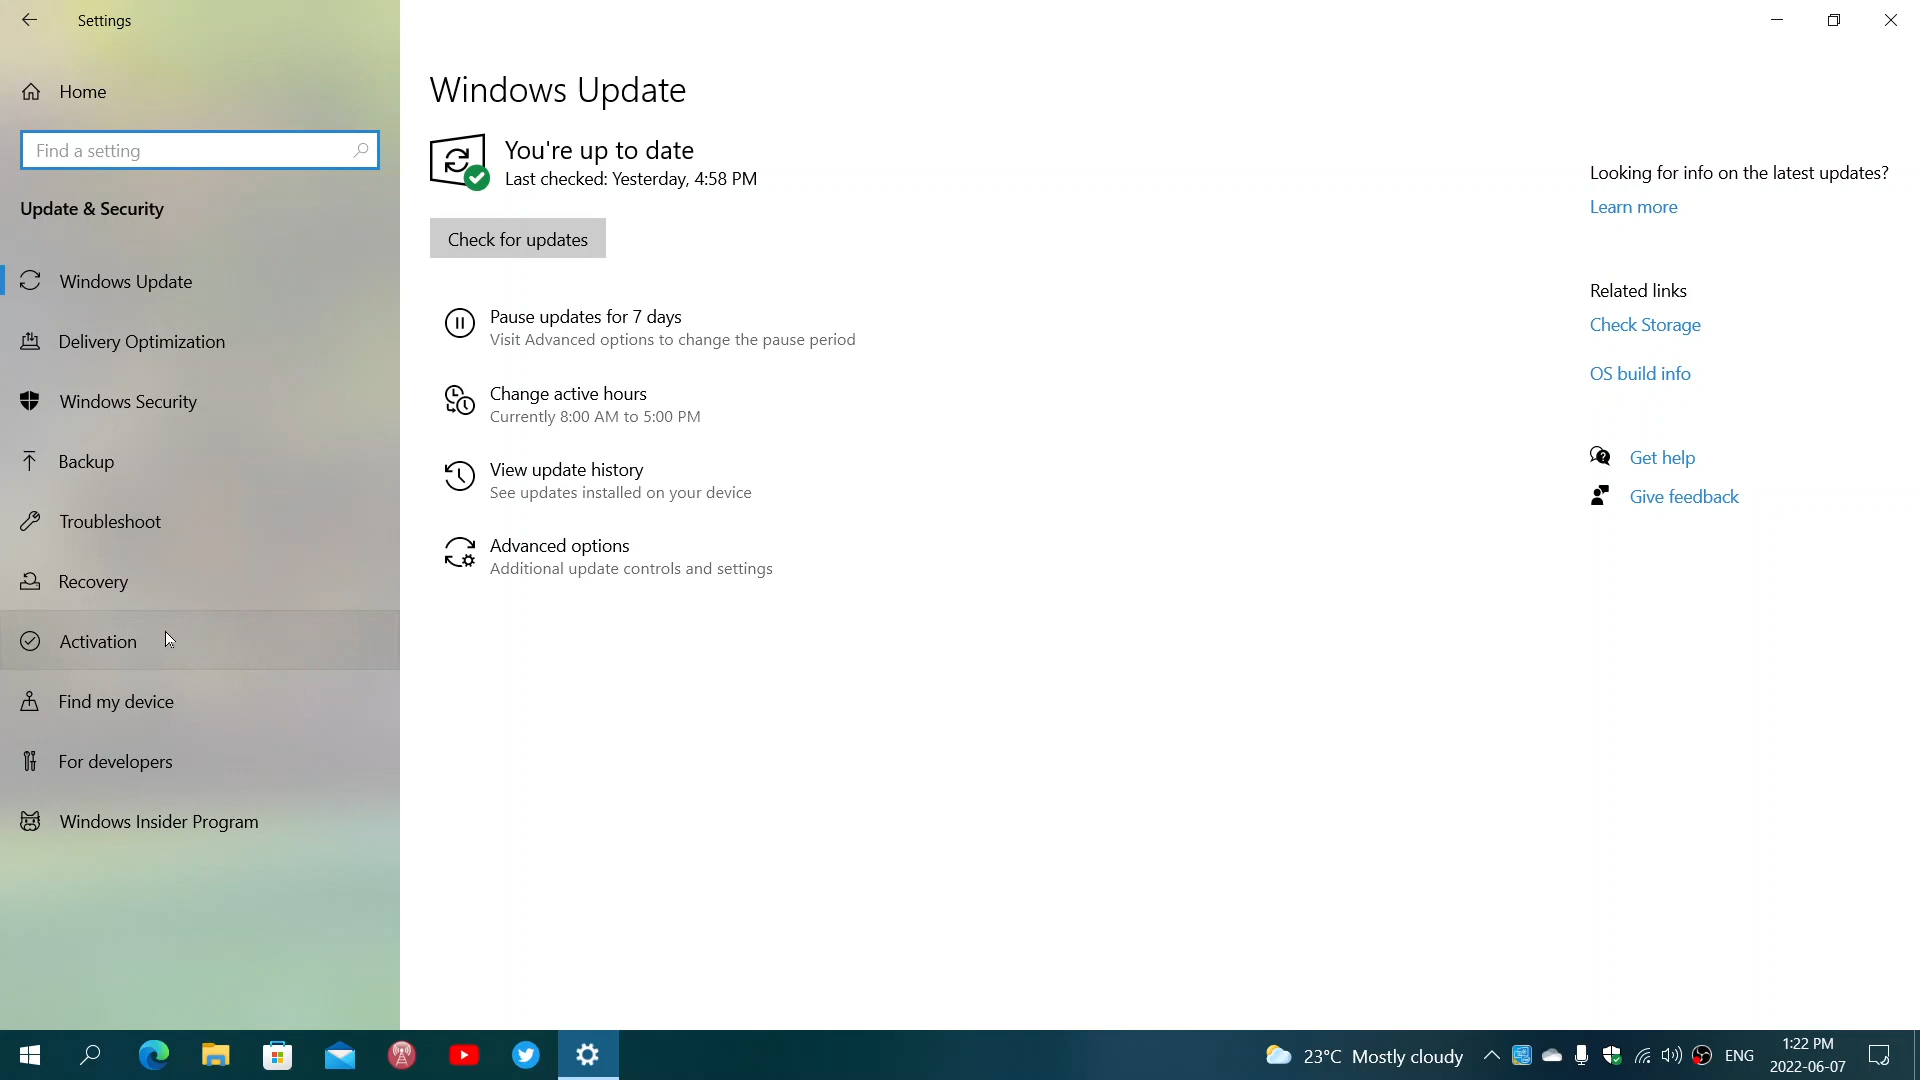 Settings
Home
Find a setting
Update & Security
Windows Update
Delivery Optimization
Windows Security
Backup
Troubleshoot
Recovery
Activation
Find my device
For developers
Windows Insider Program
Windows Update
You're up to date
Last checked: Yesterday, 4:58 PM
Check for updates
Pause updates for 7 days
Visit Advanced options to change the pause period
Change active hours
Currently 8:00 AM to 5:00 PM
View update history
See updates installed on your device
Advanced options
Additional update controls and settings
Looking for info on the latest updates?
Learn more
Related links
Check Storage
OS build info
Get help
Give feedback
23°C Mostly cloudy
ENG
1:22 PM
2022-06-07